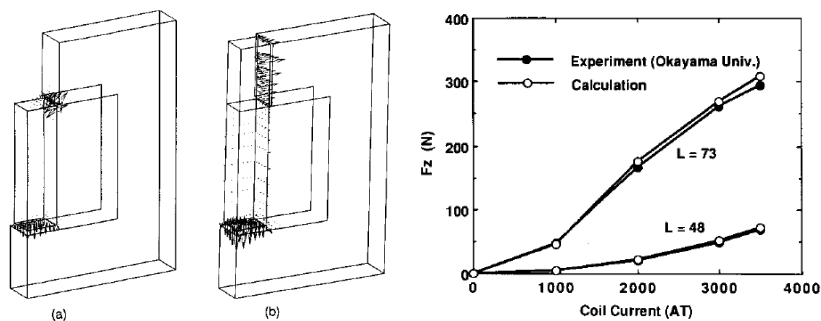 (a)
(b)
400
300
200
100
0
Fz (N)
Experiment (Okayama Univ.)
Calculation
L = 73
L = 48
0 1000 2000 3000 4000
Coil Current (AT)